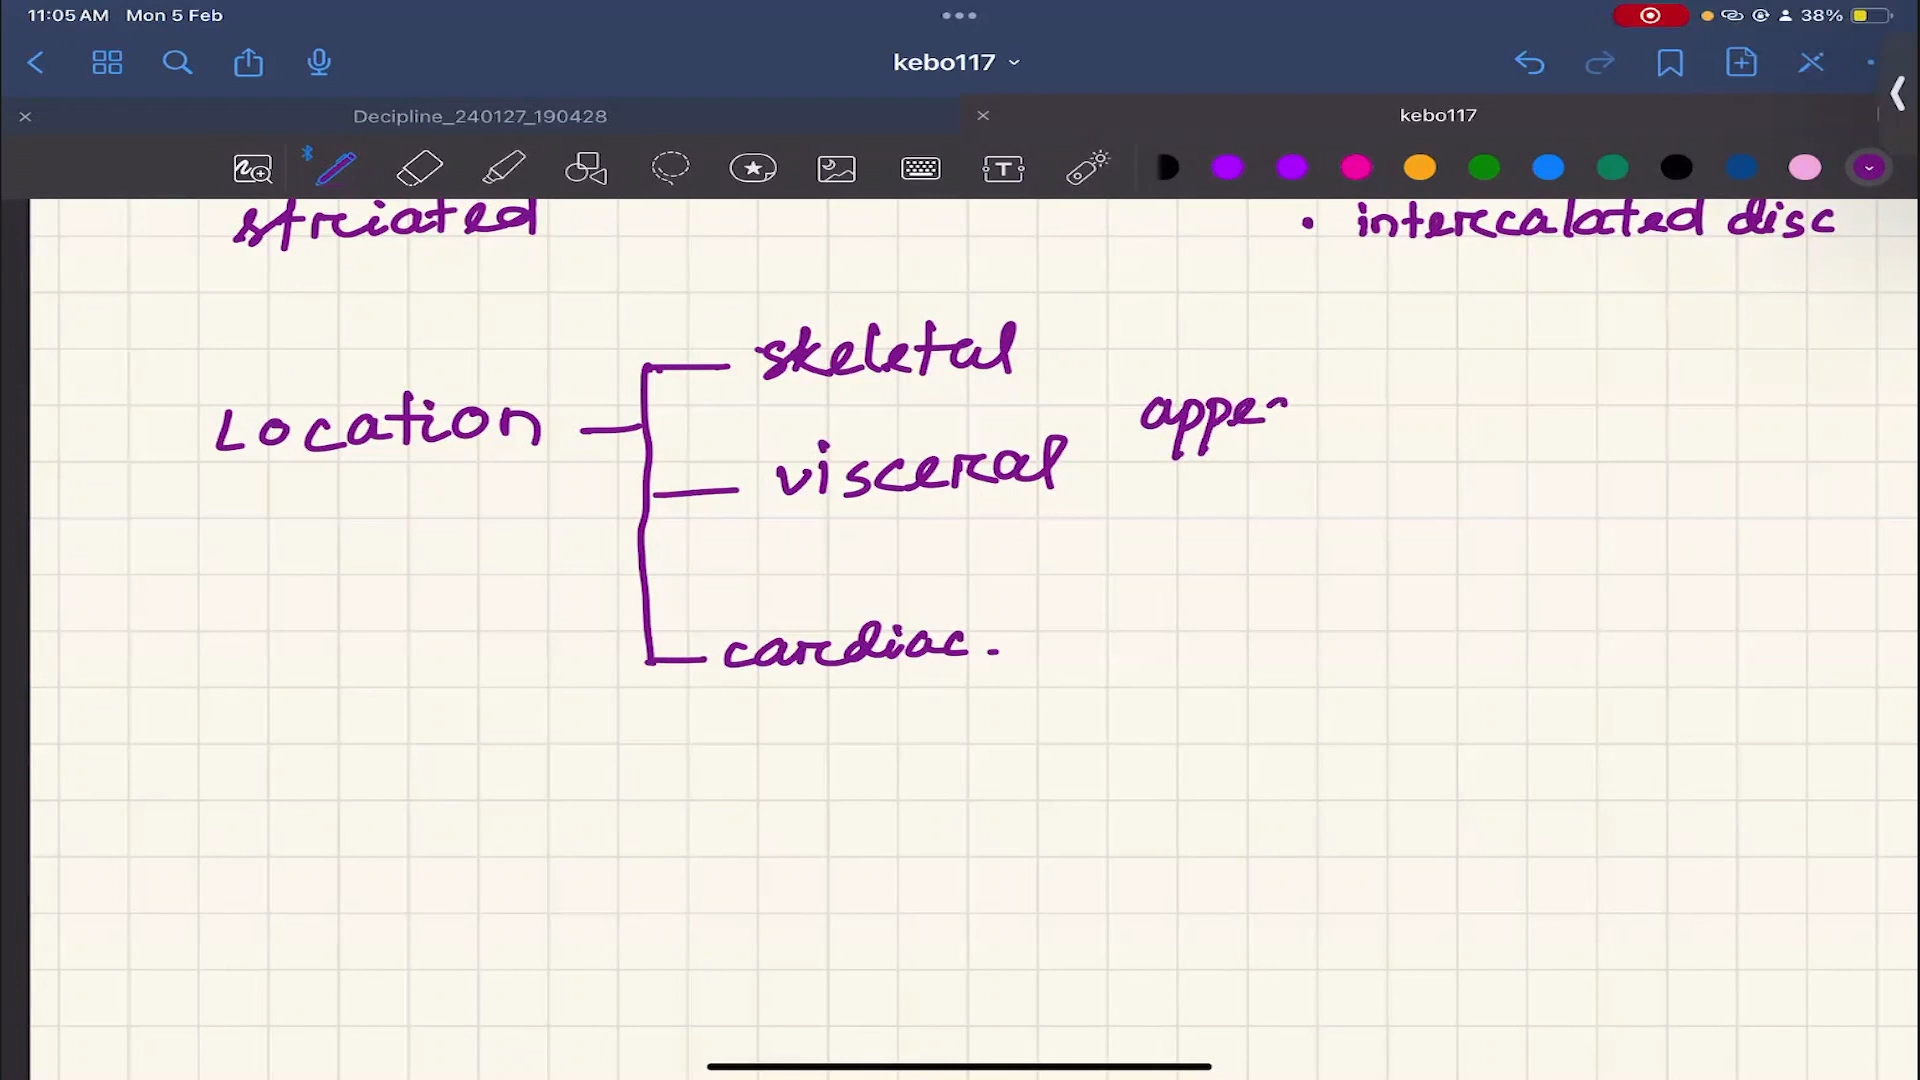 11:05 AM Mon 5 Feb
38%
kebo117
Decipline_240127_190428
kebo117
striated
• intercalated disc
skeletal
Location
appe
visceral
cardiac.